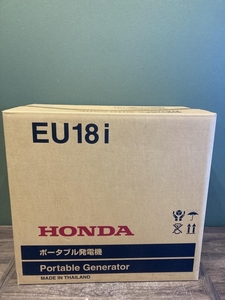 EU18i
HONDA
ポータブル発電機
Portable Generator
MADE IN THAILAND